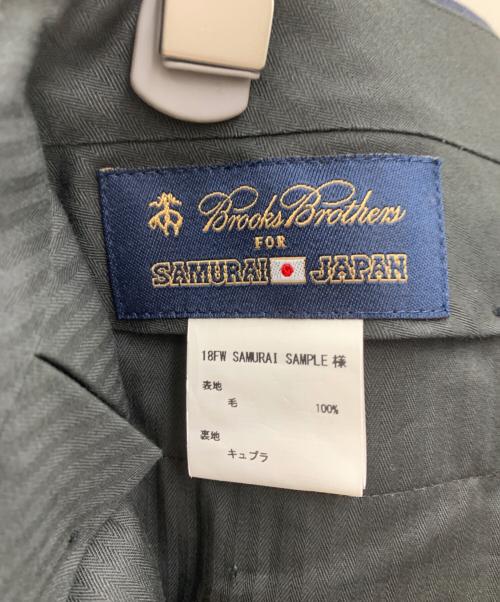 Brooks Brothers
FOR
SAMURAI JAPAN
18FW SAMURAI SAMPLE 様
表地
毛 100%
裏地
キュプラ